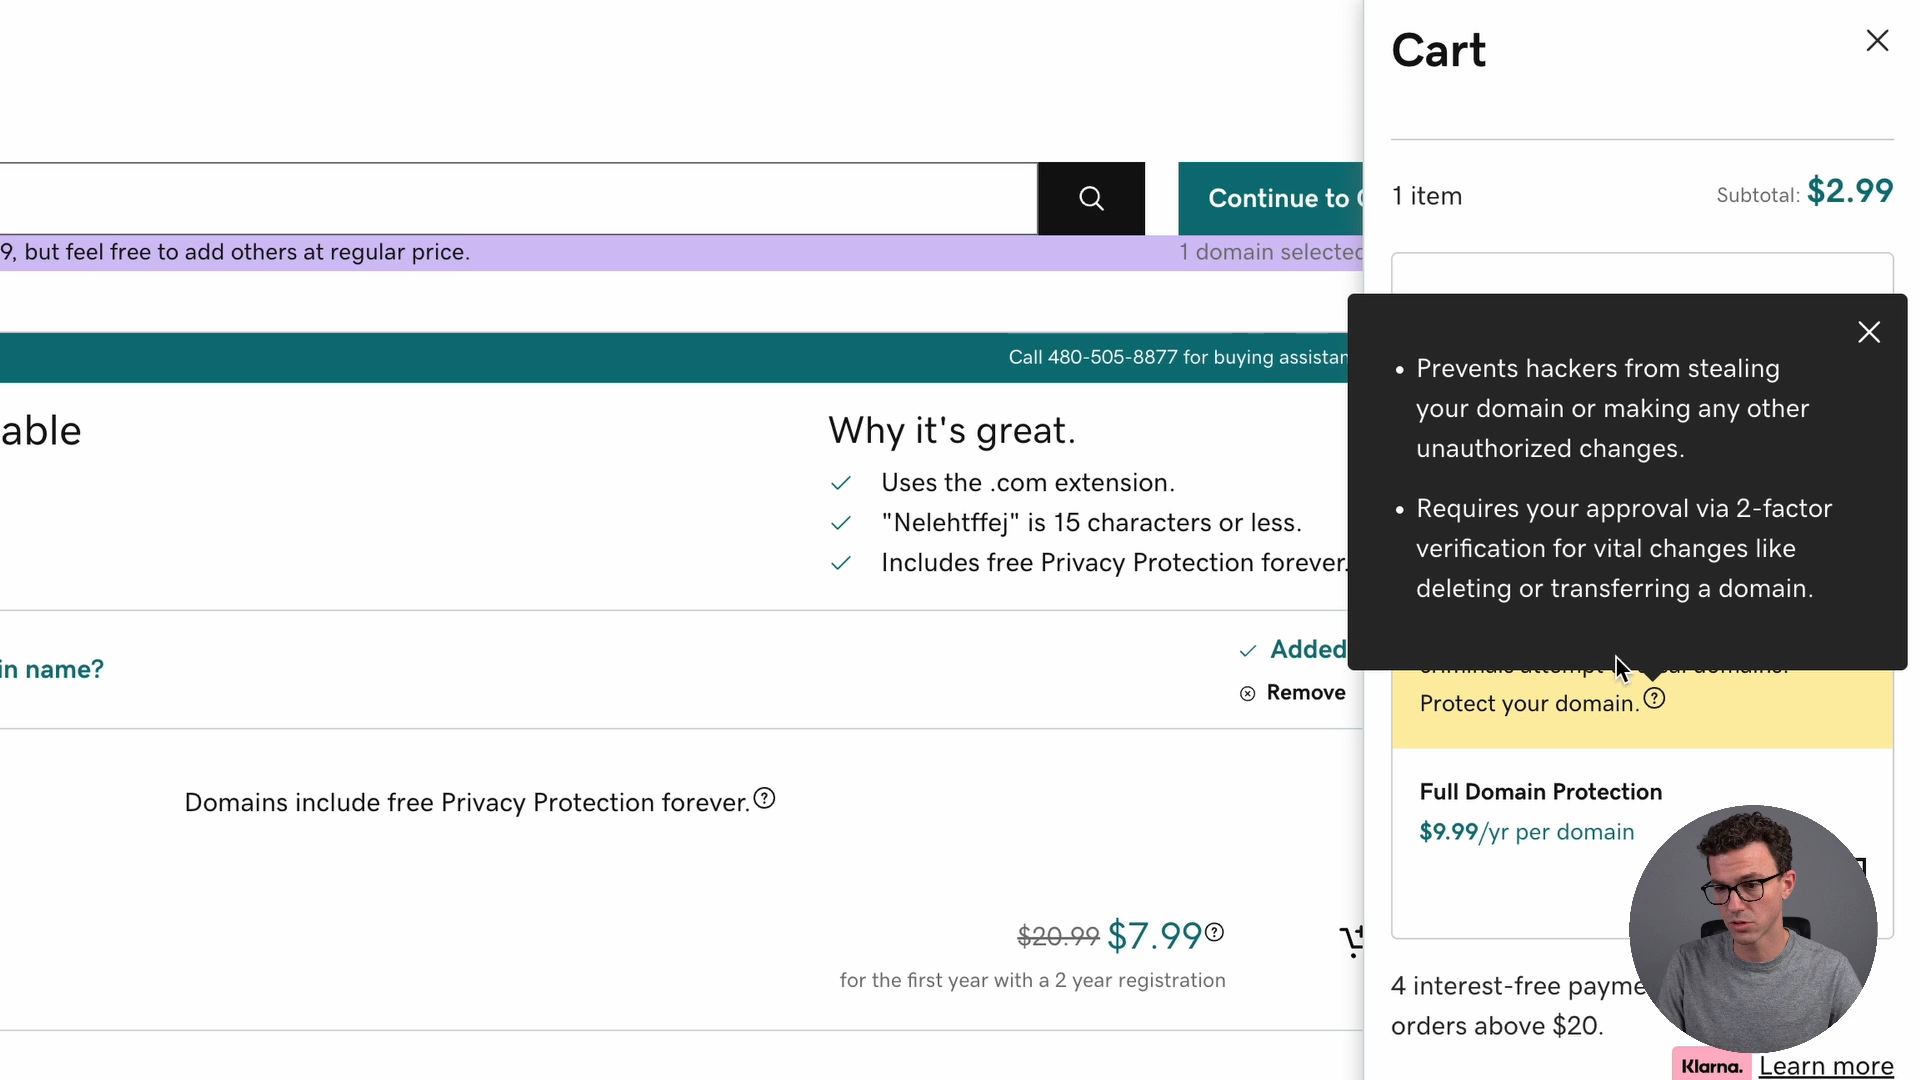 Cart
1 item
Subtotal: $2.99
Continue to
9, but feel free to add others at regular price.
1 domain selected
Call 480-505-8877 for buying
able
Why it's great.
Uses the .com extension.
"Nelehtffej" is 15 characters or less.
Includes free Privacy Protection forever.
in name?
Added
Remove
Domains include free Privacy Protection forever.
$20.99 $7.99
for the first year with a 2 year registration
• Prevents hackers from stealing
your domain or making any other
unauthorized changes.
• Requires your approval via 2-factor
verification for vital changes like
deleting or transferring a domain.
Protect your domain.
Full Domain Protection
$9.99/yr per domain
4 interest-free
orders above $20.
Klarna. Learn more